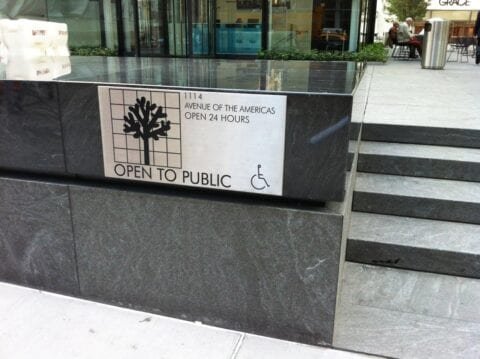 GRACE
1114
AVENUE OF THE AMERICAS
OPEN 24 HOURS
OPEN TO PUBLIC